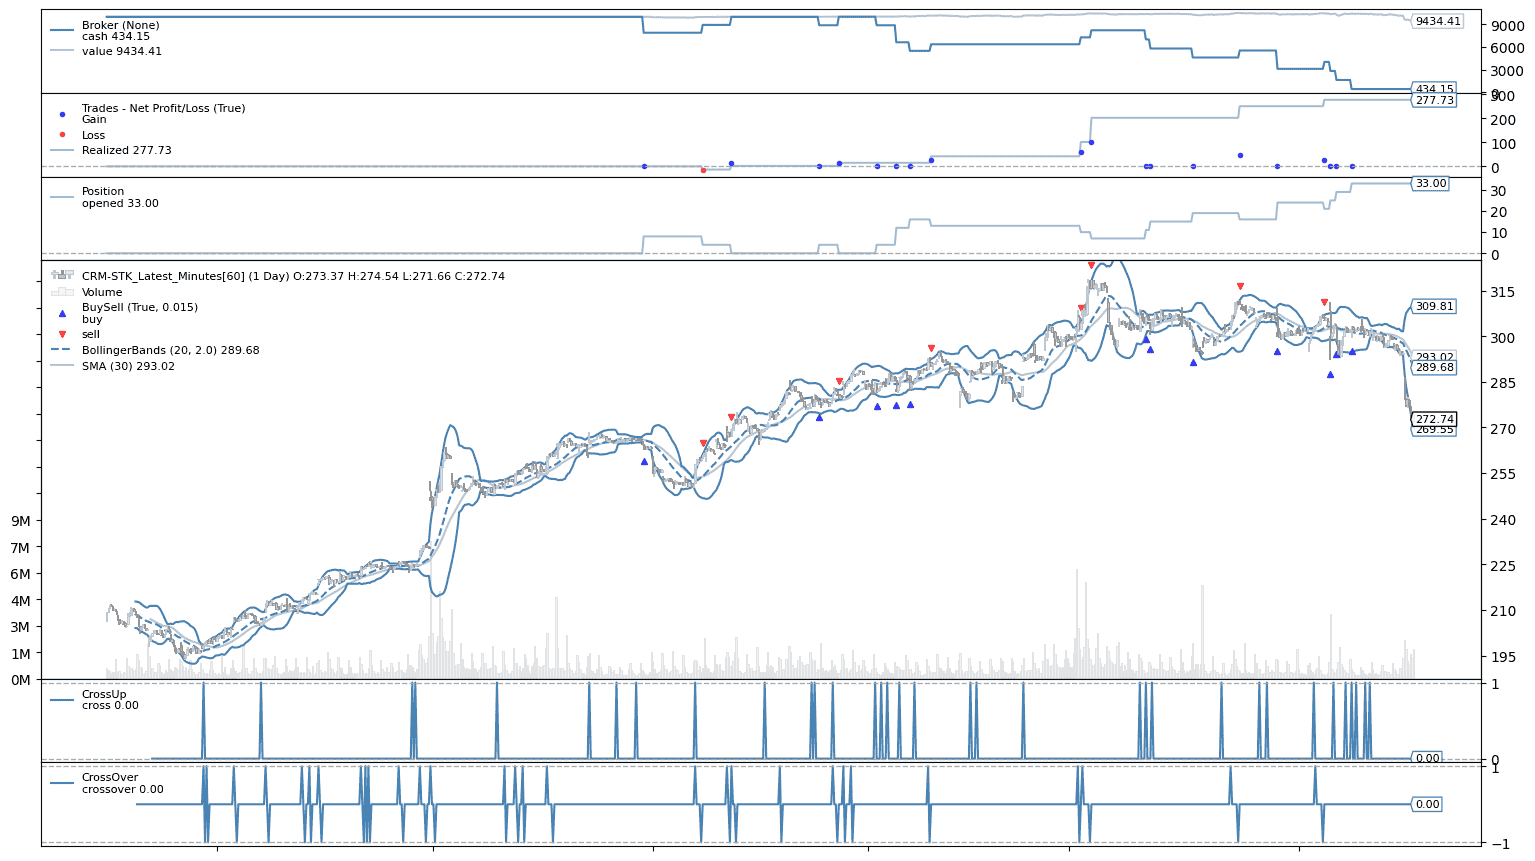 Broker (None)
cash 434.15
value 9434.41
9434.41
9000
6000
3000
0
434.15
Trades - Net Profit/Loss (True)
Gain
Loss
Realized 277.73
300
277.73
200
100
0
Position
opened 33.00
33.00
30
20
10
0
CRM-STK_Latest_Minutes[60] (1 Day) O:273.37 H:274.54 L:271.66 C:272.74
Volume
BuySell (True, 0.015)
buy
sell
BollingerBands (20, 2.0) 289.68
SMA (30) 293.02
315
309.81
300
293.02
289.68
285
272.74
269.55
270
255
240
225
210
195
9M
7M
6M
4M
3M
1M
0M
CrossUp
cross 0.00
1
0.00
0
CrossOver
crossover 0.00
1
0.00
−1